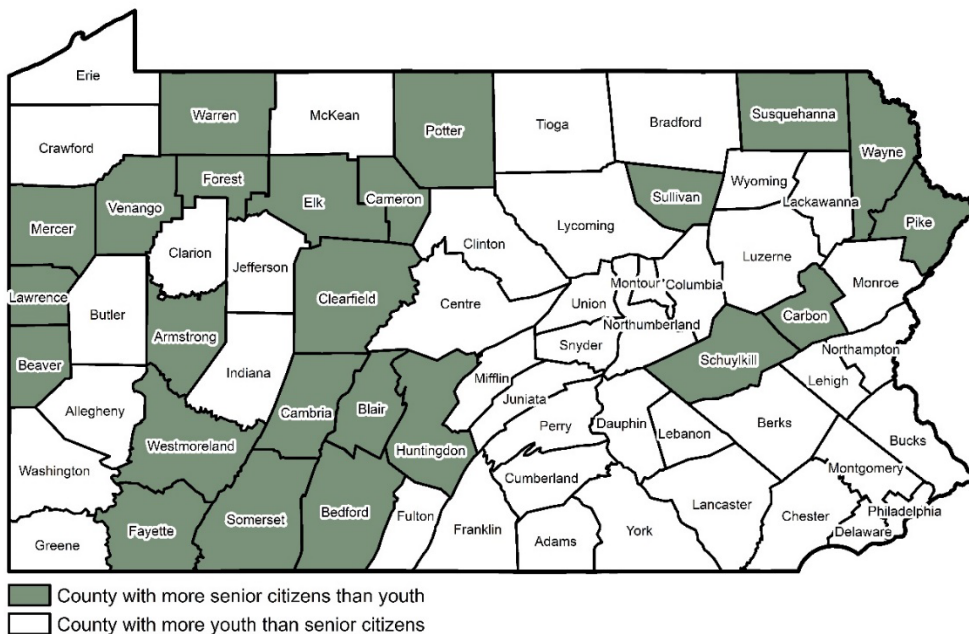 Erie
Warren
McKean
Potter
Tioga
Bradford
Susquehanna
Wayne
Crawford
Forest
Elk
Cameron
Sullivan
Wyoming
Lackawanna
Pike
Mercer
Venango
Clarion
Jefferson
Clinton
Lycoming
Luzerne
Monroe
Lawrence
Butler
Armstrong
Clearfield
Centre
Union
Montour
Columbia
Carbon
Beaver
Indiana
Snyder
Northumberland
Schuylkill
Northampton
Lehigh
Allegheny
Westmoreland
Cambria
Blair
Huntingdon
Mifflin
Juniata
Perry
Dauphin
Lebanon
Berks
Bucks
Washington
Cumberland
Montgomery
Greene
Fayette
Somerset
Bedford
Fulton
Franklin
Adams
York
Lancaster
Chester
Philadelphia
Delaware
County with more senior citizens than youth
County with more youth than senior citizens